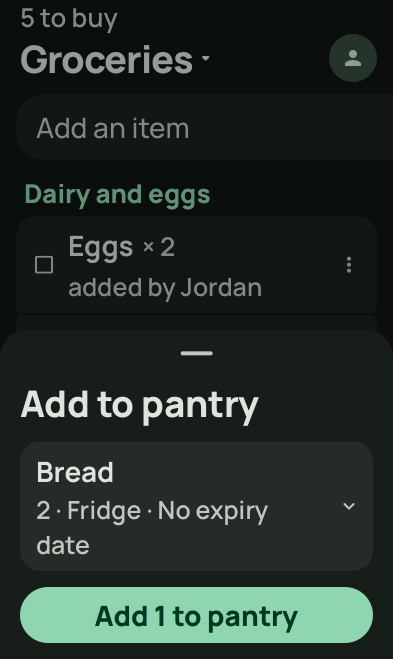 5 to buy
Groceries
Add an item
Dairy and eggs
Eggs × 2
added by Jordan
Add to pantry
Bread
2 · Fridge · No expiry
date
Add 1 to pantry